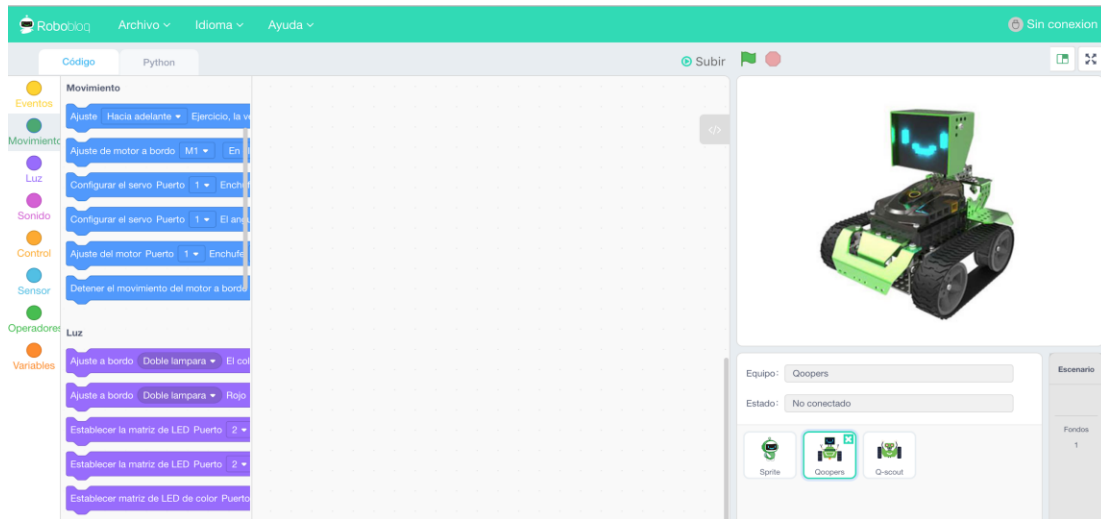 Robobloq Archivo Idioma Ayuda Sin conexion
Código Python Subir
Eventos
Movimiento
Luz
Sonido
Control
Sensor
Operadores
Variables
Movimiento
Ajuste Hacia adelante Ejercicio, la
Ajuste de motor a bordo M1 En
Configurar el servo Puerto 1
Configurar el servo Puerto 1 El
Ajuste del motor Puerto 1 Enchufe
Detener el movimiento del motor a bordo
Luz
Ajuste a bordo Doble lampara El
Ajuste a bordo Doble lampara Rojo
Establecer la matriz de LED Puerto 2
Establecer la matriz de LED Puerto 2
Establecer matriz de LED de color Puerto
</>
Equipo: Qoopers
Estado: No conectado
Sprite Qoopers Q-scout
Escenario
Fondos
1